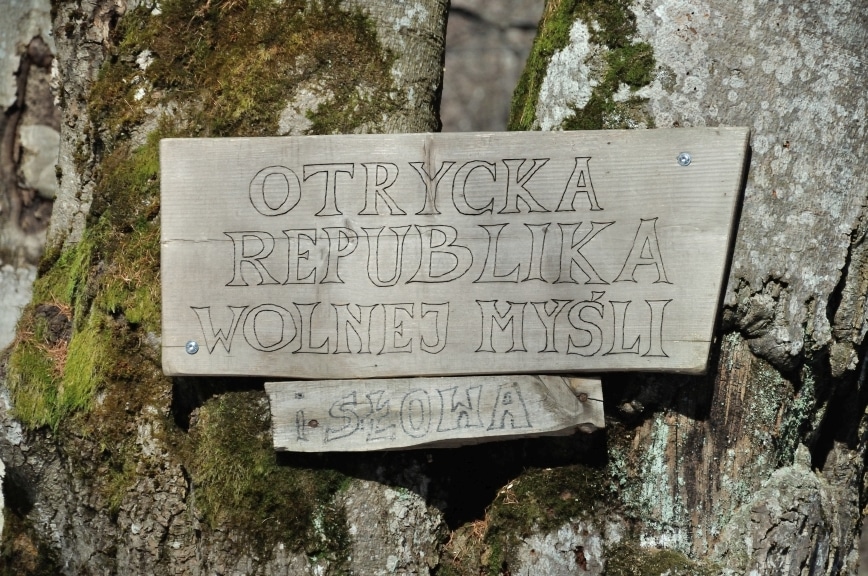 OTRYCKA
REPUBLIKA
WOLNEJ MYŚLI
i SŁOWA